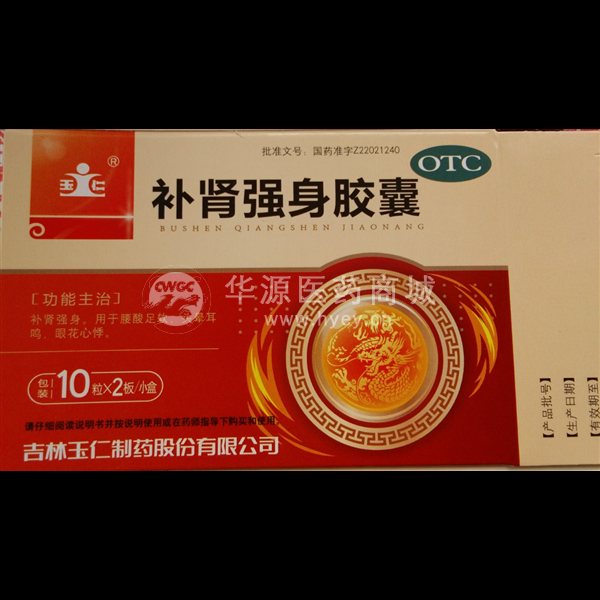 批准文号：国药准字Z22021240
OTC
玉仁®
补肾强身胶囊
BUSHEN QIANGSHEN JIAONANG
CWGC 华源医药商城
[功能主治]
补肾强身。用于腰酸足 晕耳
鸣、眼花心悸。
包装 10粒×2板/小盒
请仔细阅读说明书并按说明使用或在药师指导下购买和使用
吉林玉仁制药股份有限公司
【产品批号】
【生产日期】
【有效期至】